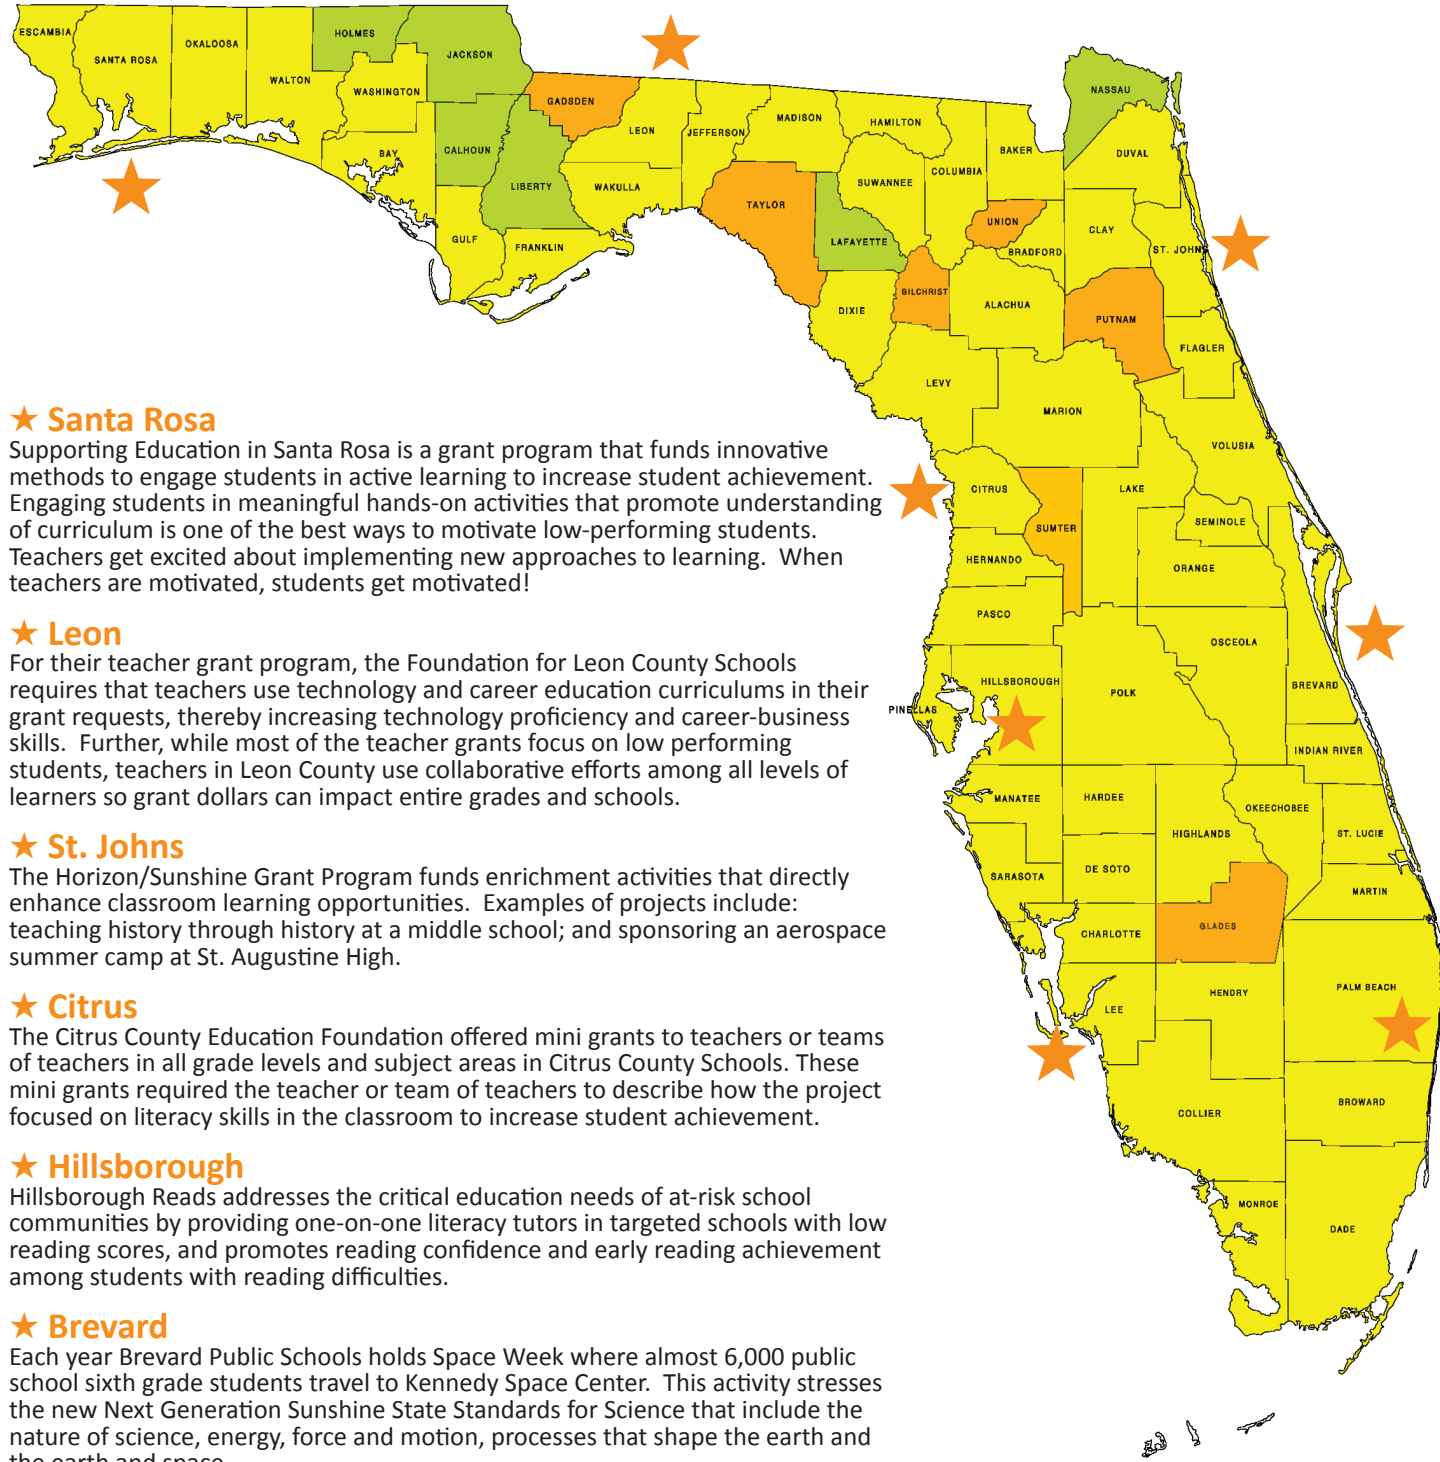 ESCAMBIA
SANTA ROSA
OKALOOSA
WALTON
HOLMES
JACKSON
WASHINGTON
BAY
CALHOUN
LIBERTY
GULF
FRANKLIN
GADSDEN
LEON
WAKULLA
JEFFERSON
MADISON
TAYLOR
HAMILTON
SUWANNEE
LAFAYETTE
COLUMBIA
BAKER
NASSAU
DUVAL
UNION
BRADFORD
CLAY
ST. JOHNS
DIXIE
GILCHRIST
ALACHUA
PUTNAM
FLAGLER
LEVY
MARION
VOLUSIA
CITRUS
SUMTER
LAKE
SEMINOLE
HERNANDO
ORANGE
PASCO
OSCEOLA
HILLSBOROUGH
POLK
BREVARD
PINELLAS
INDIAN RIVER
MANATEE
HARDEE
OKEECHOBEE
HIGHLANDS
ST. LUCIE
SARASOTA
DE SOTO
MARTIN
CHARLOTTE
GLADES
LEE
HENDRY
PALM BEACH
COLLIER
BROWARD
MONROE
DADE
★ Santa Rosa
Supporting Education in Santa Rosa is a grant program that funds innovative
methods to engage students in active learning to increase student achievement.
Engaging students in meaningful hands-on activities that promote understanding
of curriculum is one of the best ways to motivate low-performing students.
Teachers get excited about implementing new approaches to learning.  When
teachers are motivated, students get motivated!
★ Leon
For their teacher grant program, the Foundation for Leon County Schools
requires that teachers use technology and career education curriculums in their
grant requests, thereby increasing technology proficiency and career-business
skills.  Further, while most of the teacher grants focus on low performing
students, teachers in Leon County use collaborative efforts among all levels of
learners so grant dollars can impact entire grades and schools.
★ St. Johns
The Horizon/Sunshine Grant Program funds enrichment activities that directly
enhance classroom learning opportunities.  Examples of projects include:
teaching history through history at a middle school; and sponsoring an aerospace
summer camp at St. Augustine High.
★ Citrus
The Citrus County Education Foundation offered mini grants to teachers or teams
of teachers in all grade levels and subject areas in Citrus County Schools. These
mini grants required the teacher or team of teachers to describe how the project
focused on literacy skills in the classroom to increase student achievement.
★ Hillsborough
Hillsborough Reads addresses the critical education needs of at-risk school
communities by providing one-on-one literacy tutors in targeted schools with low
reading scores, and promotes reading confidence and early reading achievement
among students with reading difficulties.
★ Brevard
Each year Brevard Public Schools holds Space Week where almost 6,000 public
school sixth grade students travel to Kennedy Space Center.  This activity stresses
the new Next Generation Sunshine State Standards for Science that include the
nature of science, energy, force and motion, processes that shape the earth and
the earth and space